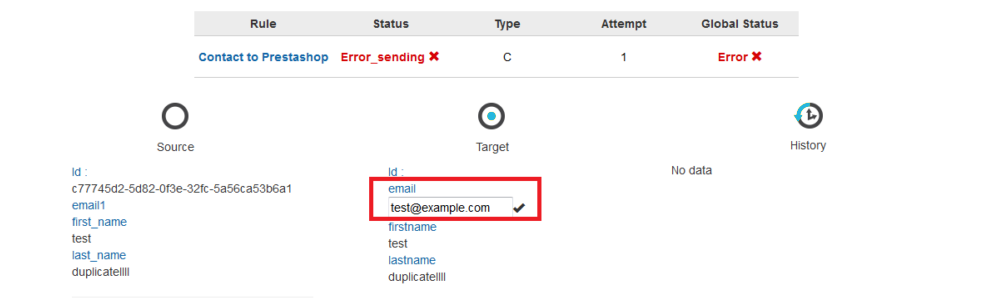 Rule Status Type Attempt Global Status
Contact to Prestashop Error_sending ✖ C 1 Error ✖
Source Target History
Id : Id : No data
c77745d2-5d82-0f3e-32fc-5a56ca53b6a1 email
email1 test@example.com ✔
first_name firstname
test test
last_name lastname
duplicatellll duplicatellll